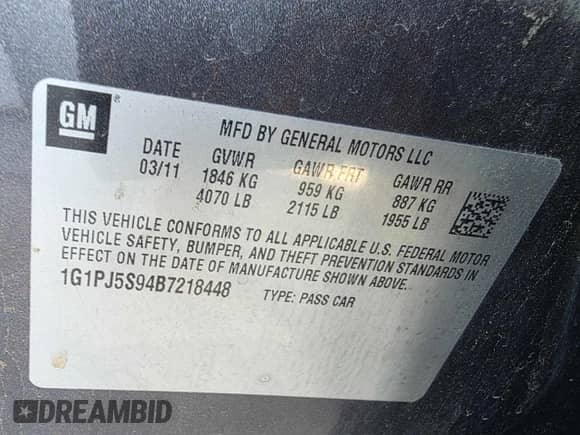 GM ®
MFD BY GENERAL MOTORS LLC
DATE GVWR GAWR FRT GAWR RR
03/11 1846 KG 959 KG 887 KG
4070 LB 2115 LB 1955 LB
THIS VEHICLE CONFORMS TO ALL APPLICABLE U.S. FEDERAL MOTOR
VEHICLE SAFETY, BUMPER, AND THEFT PREVENTION STANDARDS IN
EFFECT ON THE DATE OF MANUFACTURE SHOWN ABOVE.
1G1PJ5S94B7218448 TYPE: PASS CAR
DREAMBID